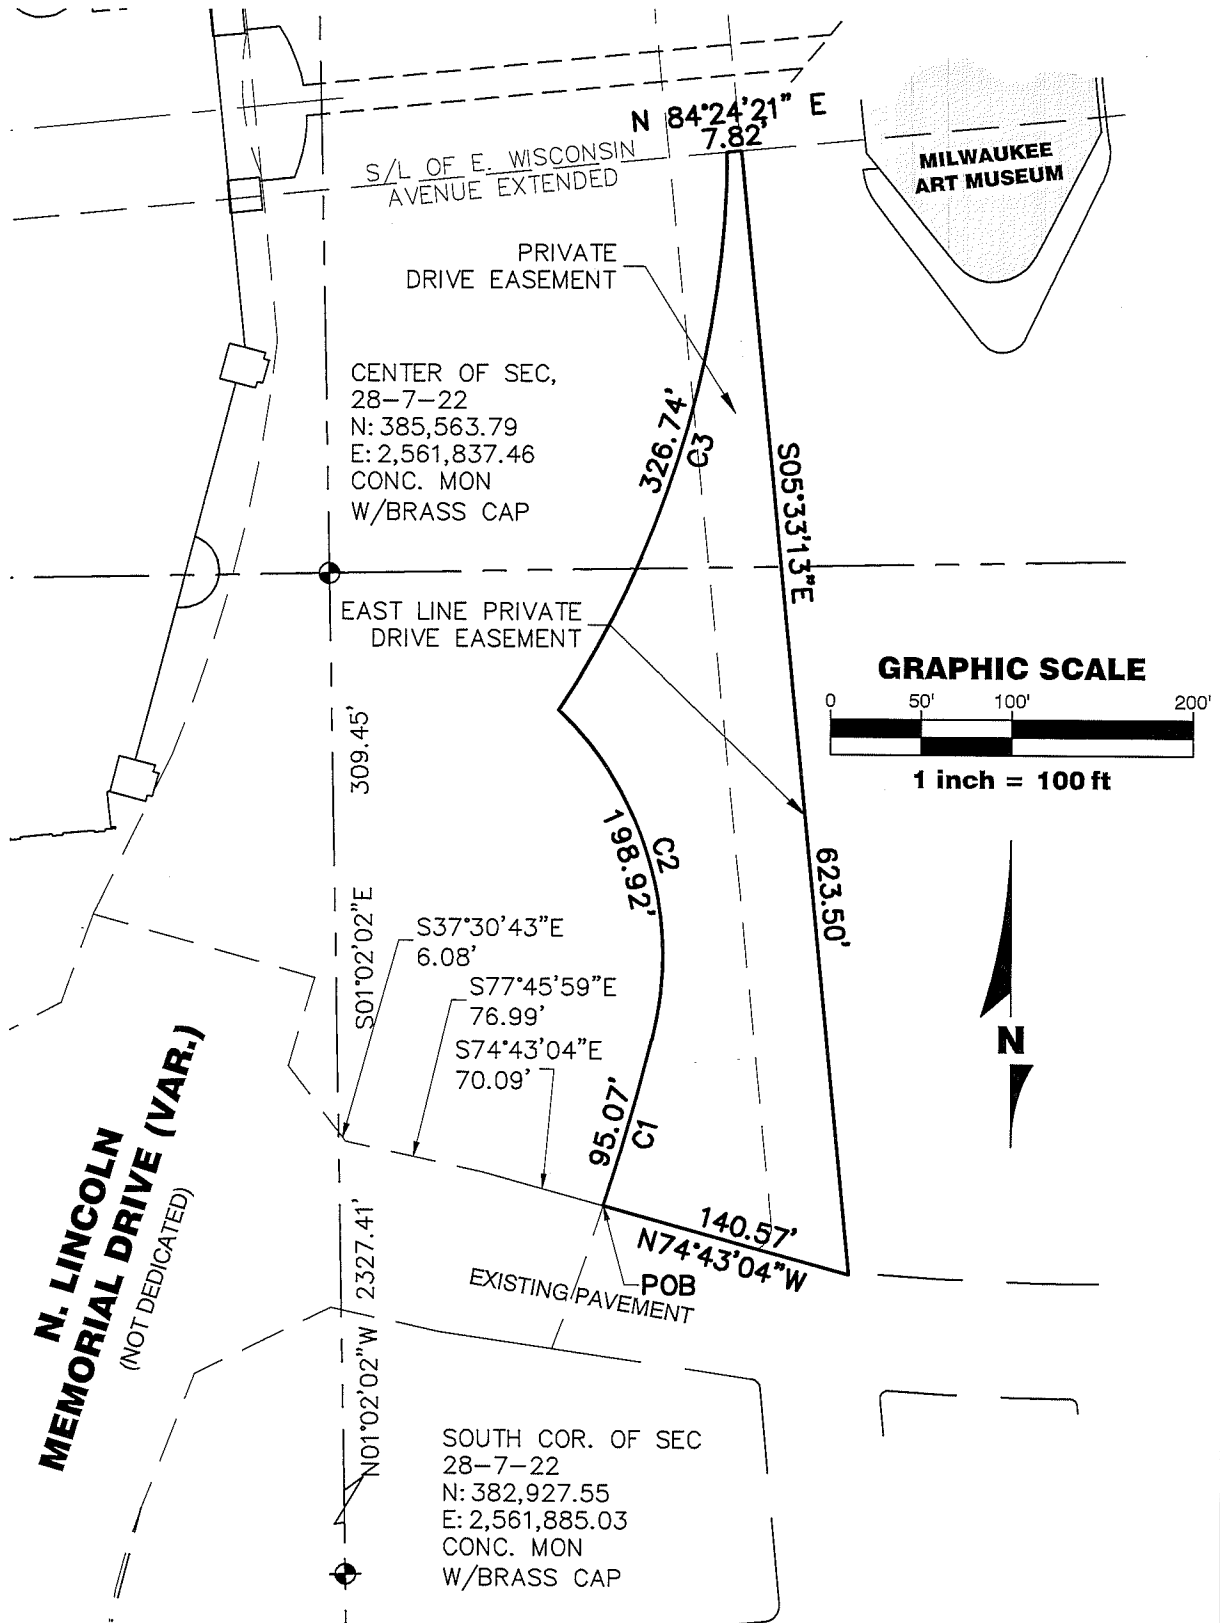 N 84°24'21" E
7.82'
MILWAUKEE
ART MUSEUM
S/L OF E. WISCONSIN
AVENUE EXTENDED
PRIVATE
DRIVE EASEMENT
CENTER OF SEC,
28-7-22
N: 385,563.79
E: 2,561,837.46
CONC. MON
W/BRASS CAP
326.74'
C3
S05°33'13"E
EAST LINE PRIVATE
DRIVE EASEMENT
GRAPHIC SCALE
0 50' 100' 200'
1 inch = 100 ft
309.45'
S01°02'02"E
198.92'
C2
623.50'
S37°30'43"E
6.08'
S77°45'59"E
76.99'
S74°43'04"E
70.09'
N
95.07'
C1
N. LINCOLN
MEMORIAL DRIVE (VAR.)
(NOT DEDICATED)
140.57'
N74°43'04"W
POB
EXISTING PAVEMENT
N01°02'02"W 2327.41'
SOUTH COR. OF SEC
28-7-22
N: 382,927.55
E: 2,561,885.03
CONC. MON
W/BRASS CAP